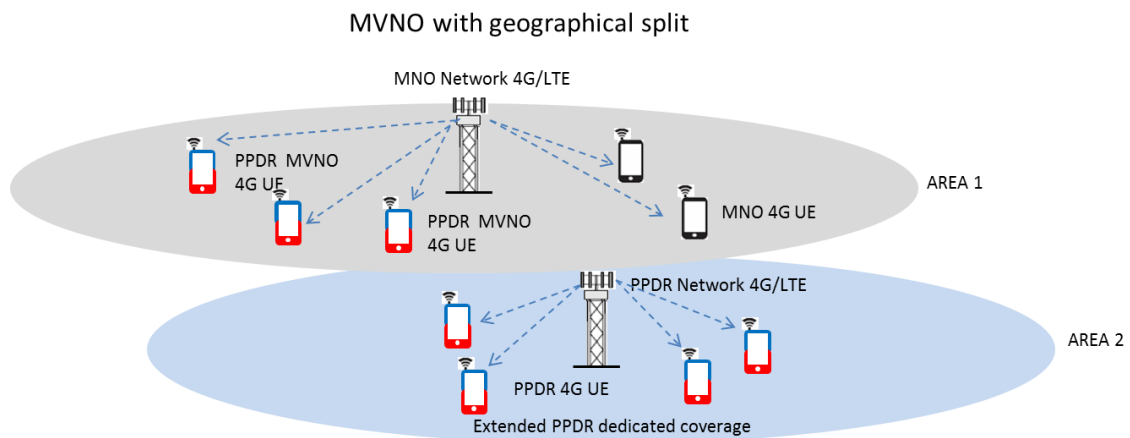 MVNO with geographical split
MNO Network 4G/LTE
PPDR MVNO
4G UE
PPDR MVNO
4G UE
MNO 4G UE
AREA 1
PPDR Network 4G/LTE
AREA 2
PPDR 4G UE
Extended PPDR dedicated coverage